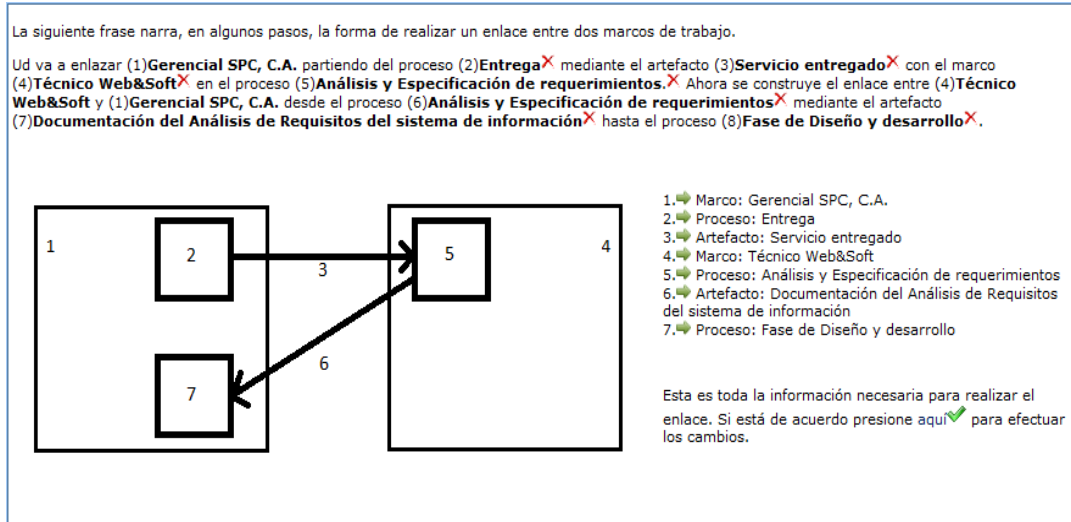 La siguiente frase narra, en algunos pasos, la forma de realizar un enlace entre dos marcos de trabajo.
Ud va a enlazar (1)Gerencial SPC, C.A. partiendo del proceso (2)Entrega mediante el artefacto (3)Servicio entregado con el marco
(4)Técnico Web&Soft en el proceso (5)Análisis y Especificación de requerimientos. Ahora se construye el enlace entre (4)Técnico
Web&Soft y (1)Gerencial SPC, C.A. desde el proceso (6)Análisis y Especificación de requerimientos mediante el artefacto
(7)Documentación del Análisis de Requisitos del sistema de información hasta el proceso (8)Fase de Diseño y desarrollo.
1
2
3
5
4
6
7
1. Marco: Gerencial SPC, C.A.
2. Proceso: Entrega
3. Artefacto: Servicio entregado
4. Marco: Técnico Web&Soft
5. Proceso: Análisis y Especificación de requerimientos
6. Artefacto: Documentación del Análisis de Requisitos
del sistema de información
7. Proceso: Fase de Diseño y desarrollo
Esta es toda la información necesaria para realizar el
enlace. Si está de acuerdo presione aquí para efectuar
los cambios.